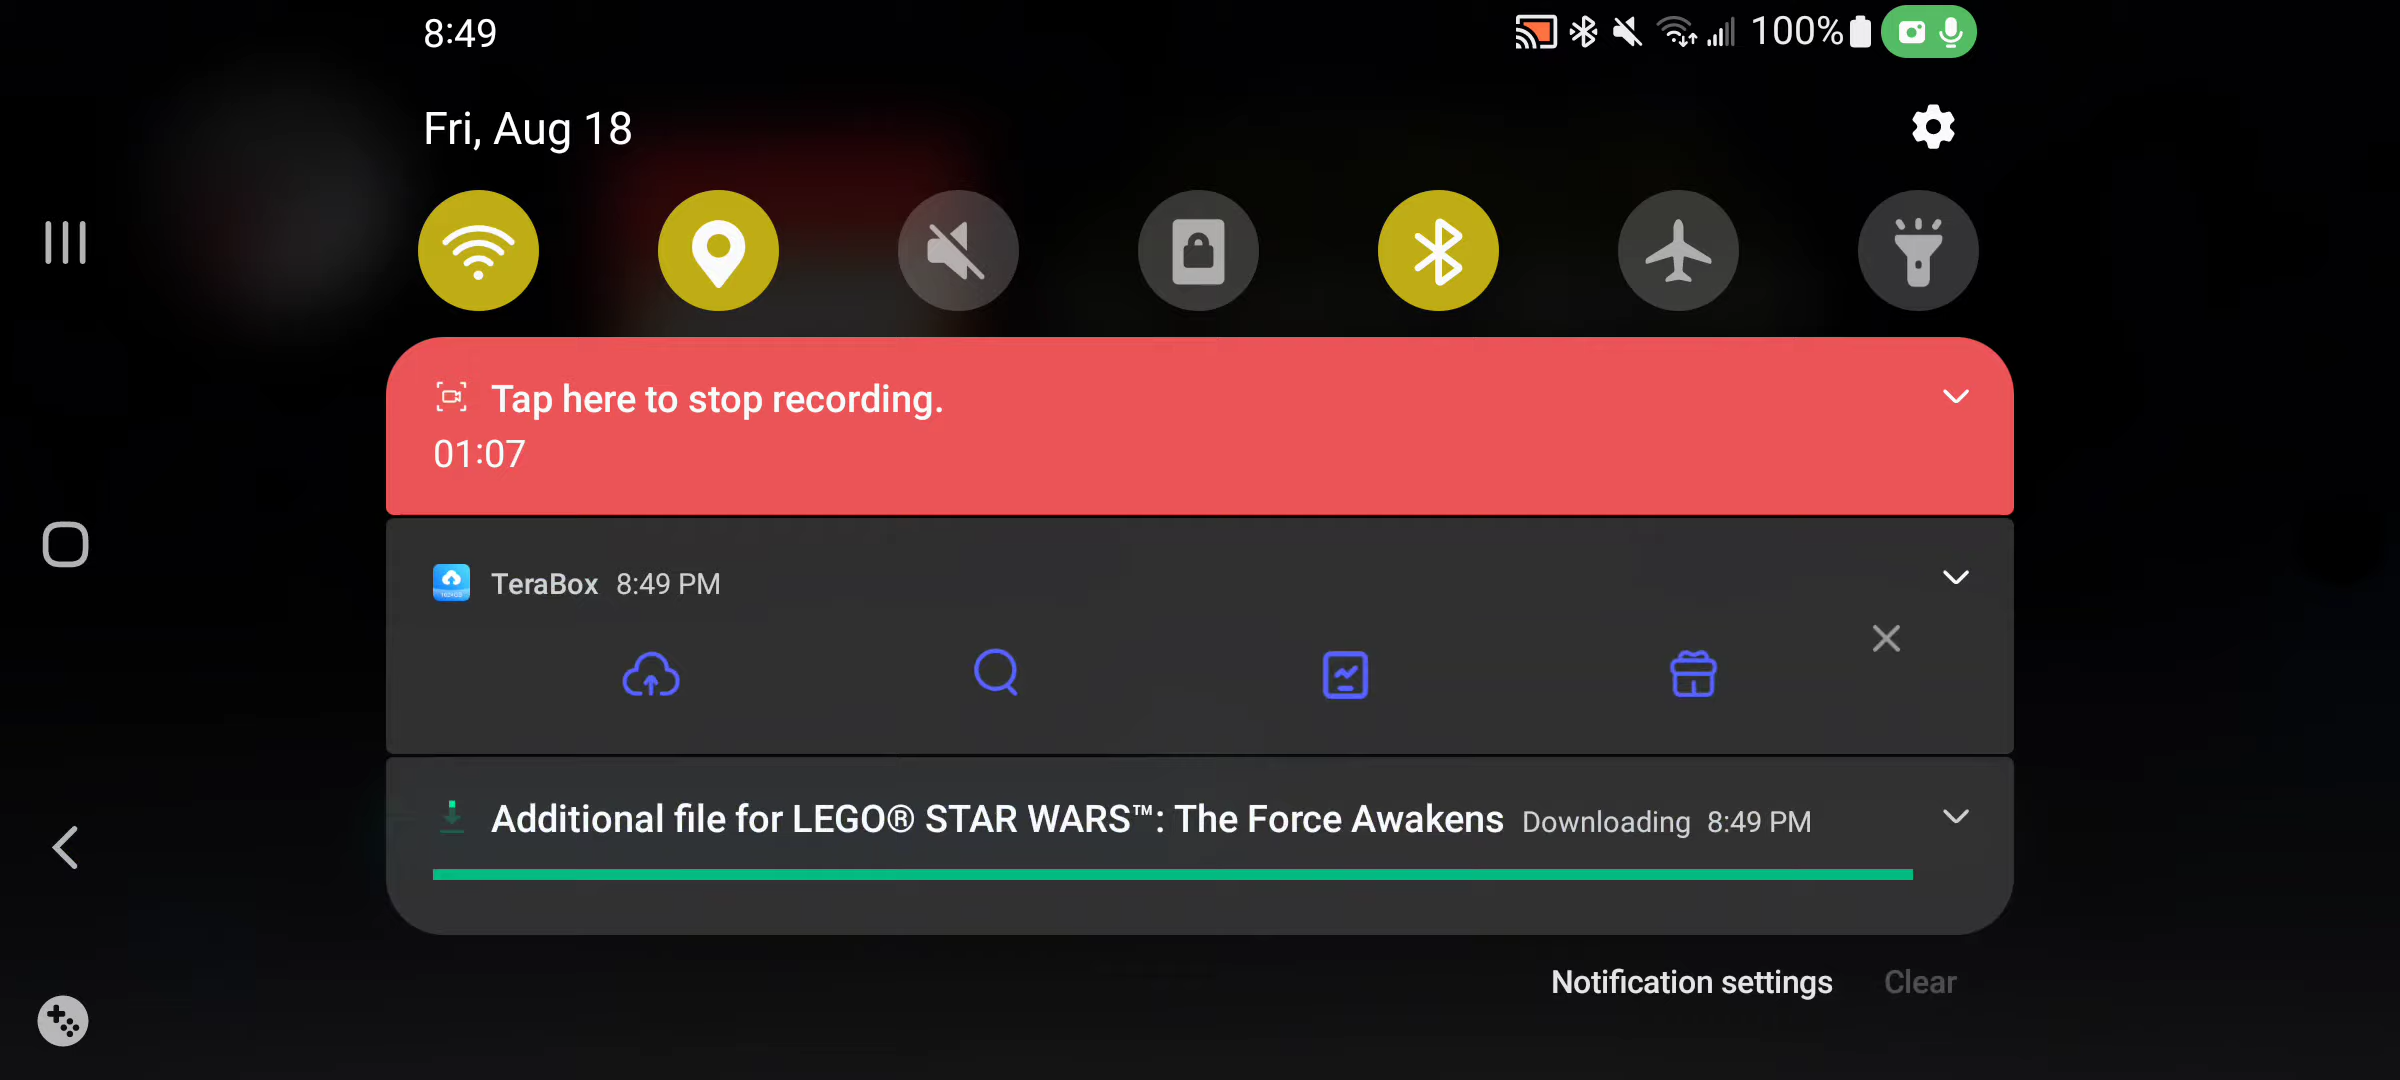 8:49
100%
Fri, Aug 18
Tap here to stop recording.
01:07
TeraBox 8:49 PM
Additional file for LEGO® STAR WARS™: The Force Awakens Downloading 8:49 PM
Notification settings Clear